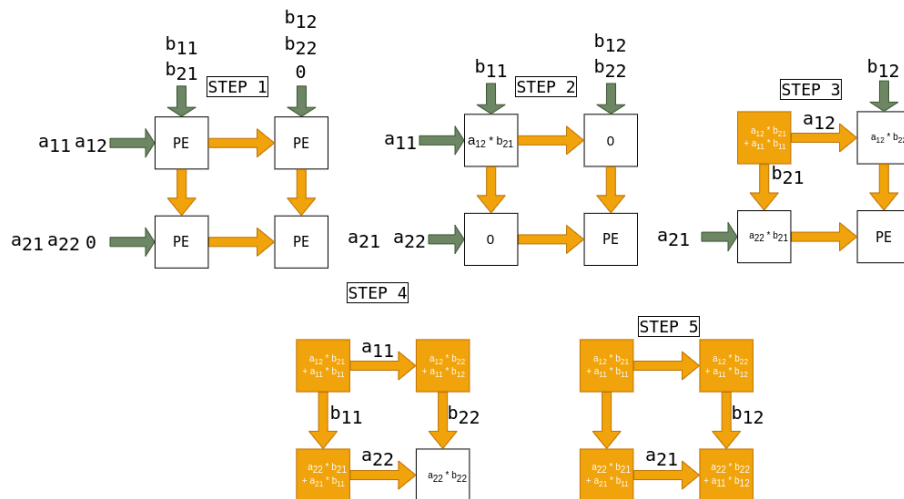 b12
b11 b22
b21 STEP 1 0
a11 a12 PE PE
a21 a22 0 PE PE
b12
b11 STEP 2 b22
a11 a12 * b21 0
a21 a22 0 PE
STEP 3 b12
a12 * b21
+ a11 * b11
a12
a12 * b22
b21
a21 a22 * b21 PE
STEP 4
a12 * b21
+ a11 * b11
a11
a12 * b22
+ a11 * b12
b11 b22
a22 * b21
+ a21 * b11
a22
a22 * b22
STEP 5
a12 * b21
+ a11 * b11
a12 * b22
+ a11 * b12
b12
a22 * b21
+ a21 * b11
a21
a22 * b22
+ a11 * b12